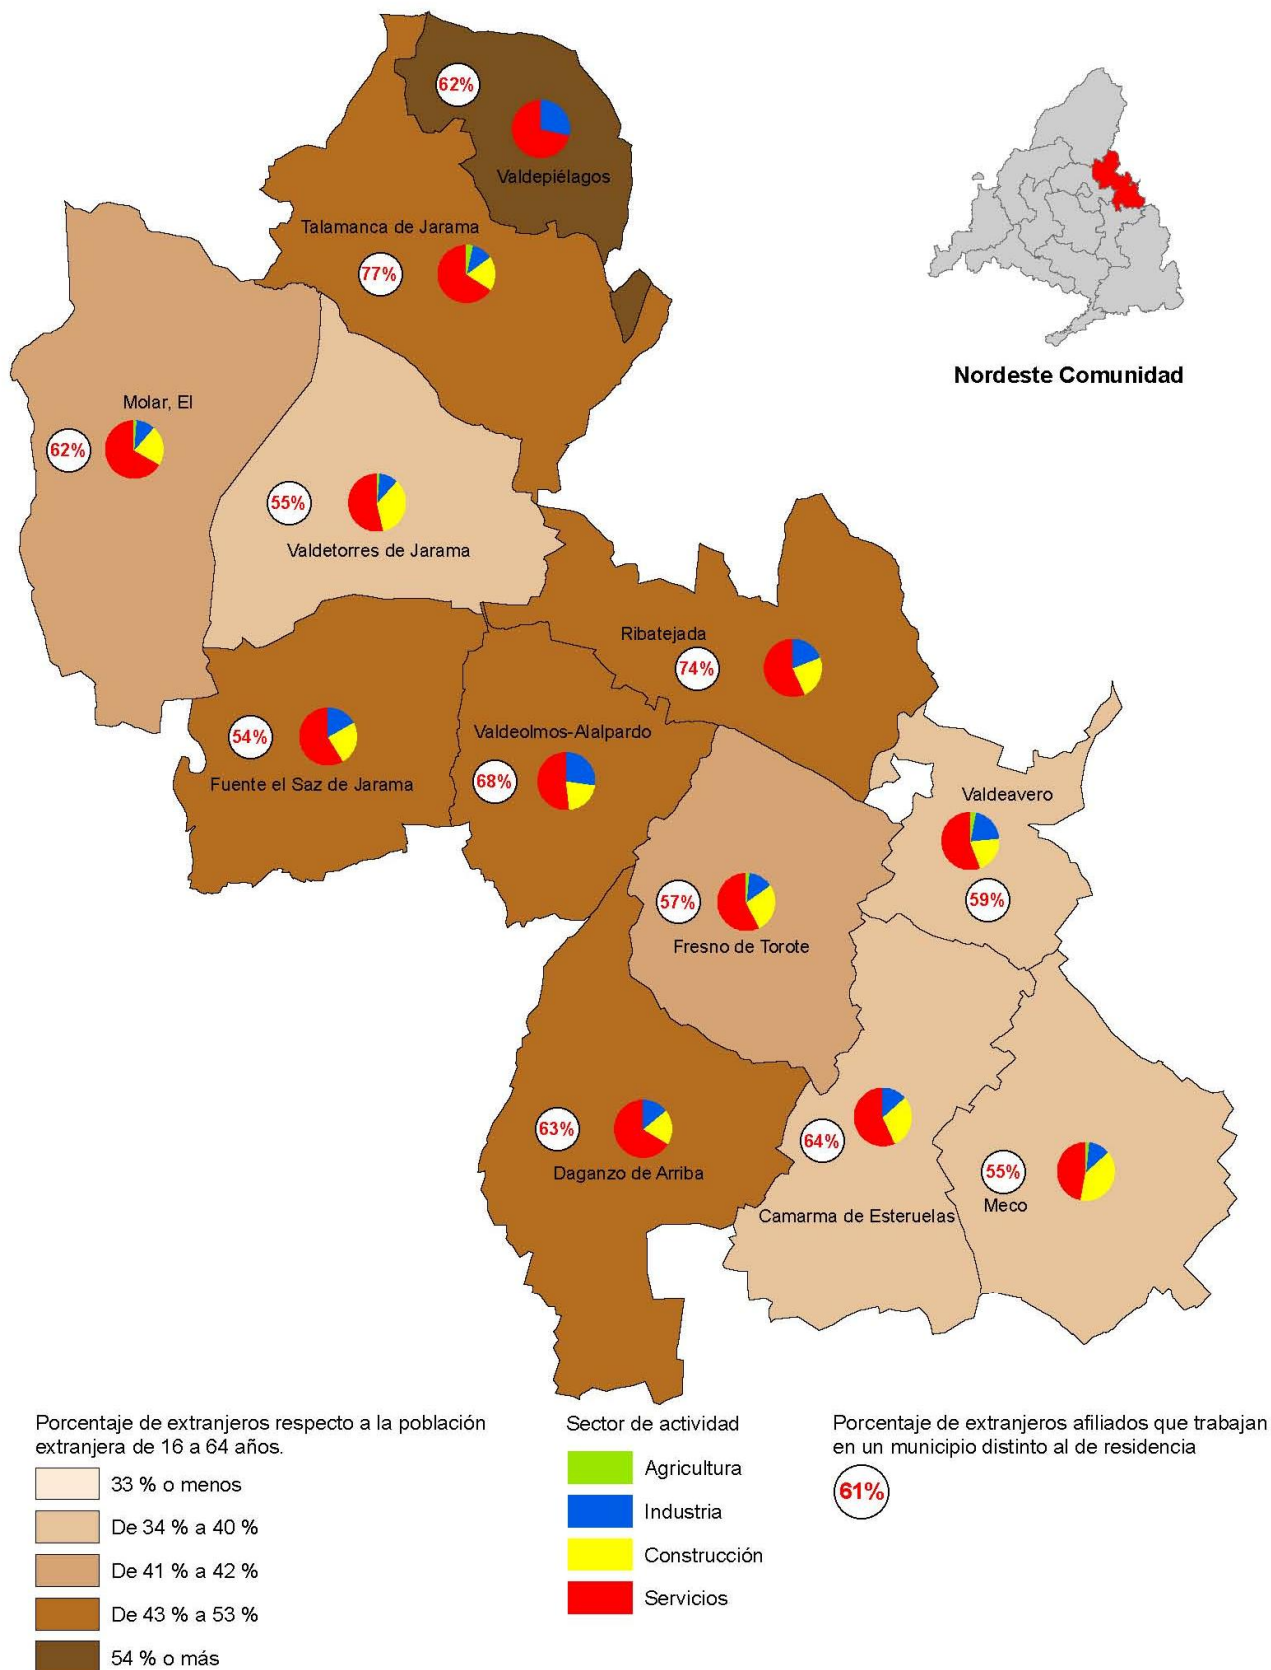 62%
Valdepiélagos
Talamanca de Jarama
77%
Nordeste Comunidad
Molar, El
62%
55%
Valdetorres de Jarama
Ribatejada
74%
54%
Fuente el Saz de Jarama
Valdeolmos-Alalpardo
68%
Valdeavero
59%
57%
Fresno de Torote
63%
Daganzo de Arriba
64%
Camarma de Esteruelas
55%
Meco
Porcentaje de extranjeros respecto a la población
extranjera de 16 a 64 años.
33 % o menos
De 34 % a 40 %
De 41 % a 42 %
De 43 % a 53 %
54 % o más
Sector de actividad
Agricultura
Industria
Construcción
Servicios
Porcentaje de extranjeros afiliados que trabajan
en un municipio distinto al de residencia
61%